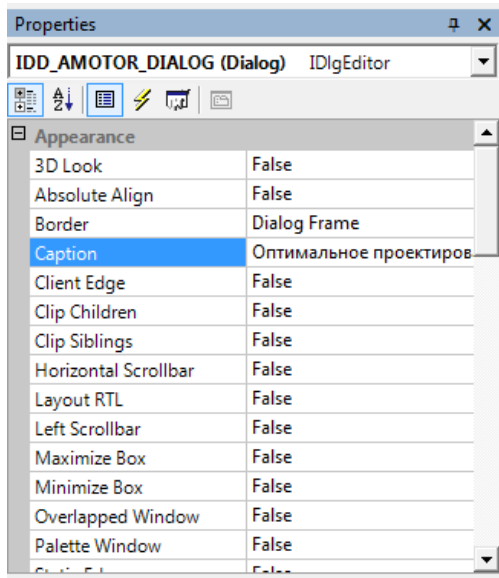 Properties
IDD_AMOTOR_DIALOG (Dialog) IDlgEditor
Appearance
3D Look False
Absolute Align False
Border Dialog Frame
Caption Оптимальное проектиров
Client Edge False
Clip Children False
Clip Siblings False
Horizontal Scrollbar False
Layout RTL False
Left Scrollbar False
Maximize Box False
Minimize Box False
Overlapped Window False
Palette Window False